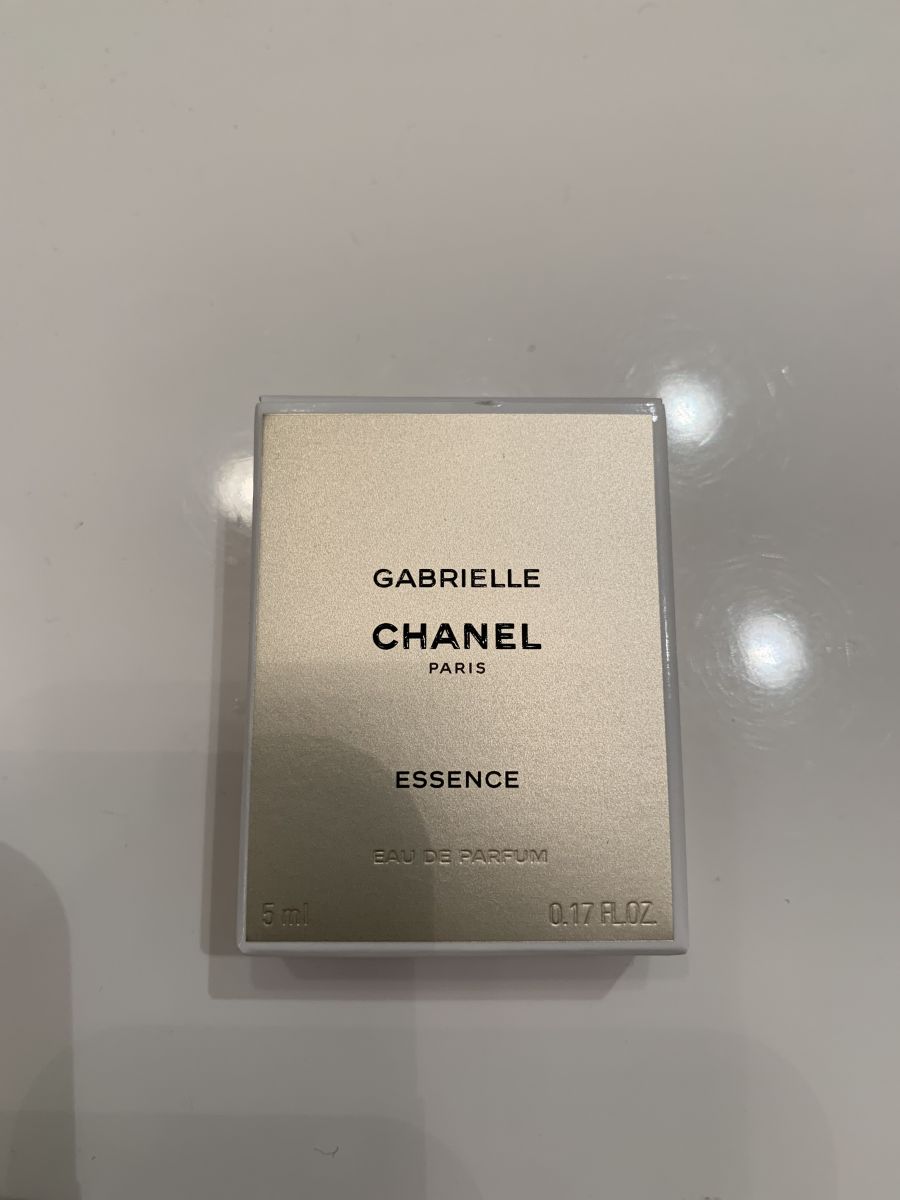 GABRIELLE
CHANEL
PARIS
ESSENCE
EAU DE PARFUM
5 ml 0.17 FL.OZ.